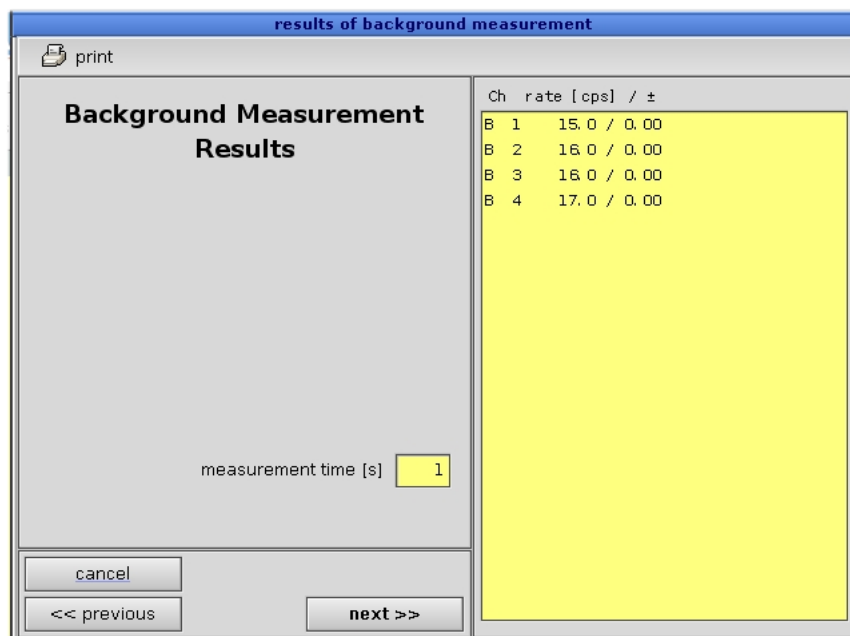 results of background measurement
print
Background Measurement
Results
measurement time [s] 1
cancel
<< previous
next >>
Ch rate [cps] / ±
B 1 15.0 / 0.00
B 2 16.0 / 0.00
B 3 16.0 / 0.00
B 4 17.0 / 0.00